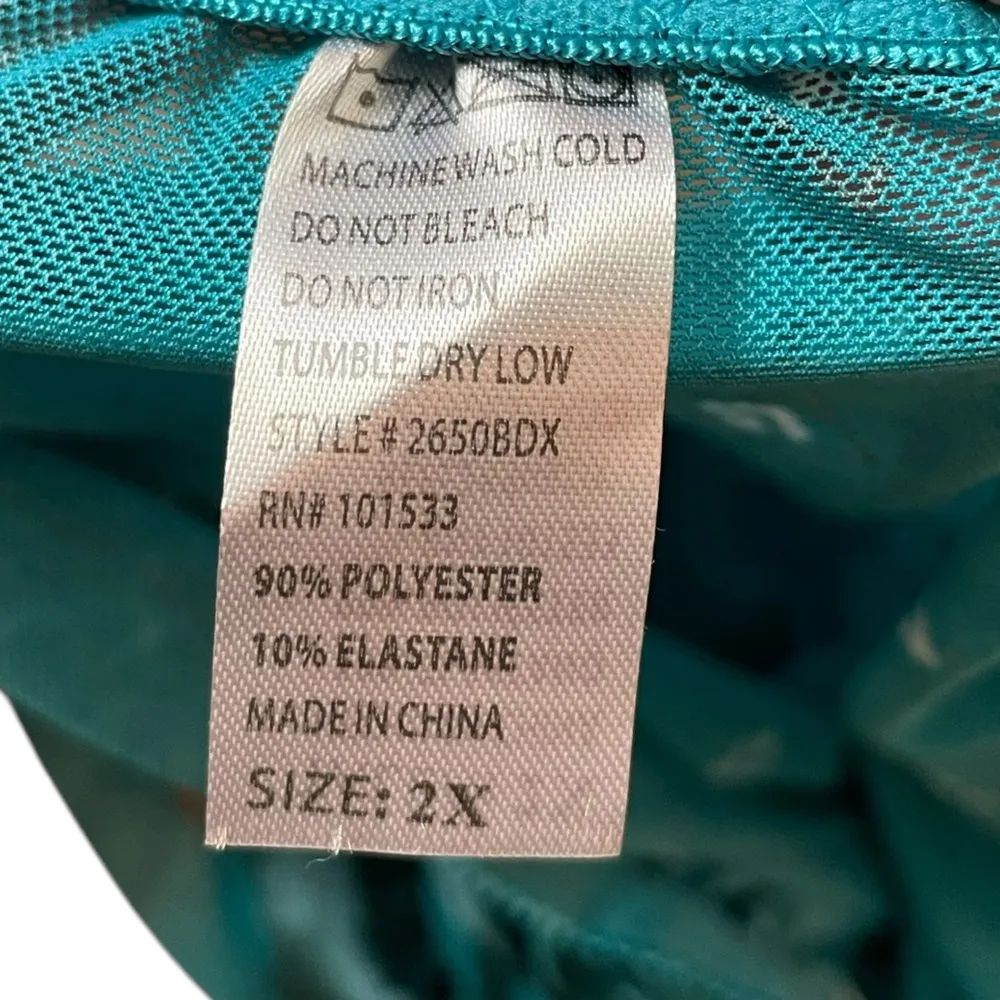 MACHINE WASH COLD
DO NOT BLEACH
DO NOT IRON
TUMBLE DRY LOW
STYLE # 2650BDX
RN# 101533
90% POLYESTER
10% ELASTANE
MADE IN CHINA
SIZE: 2X